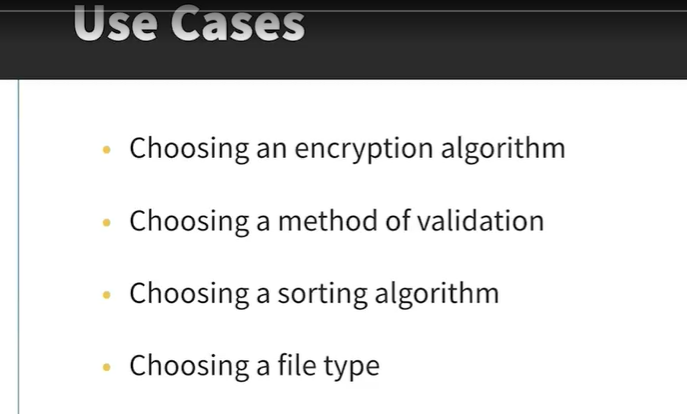 Use Cases
• Choosing an encryption algorithm
• Choosing a method of validation
• Choosing a sorting algorithm
• Choosing a file type